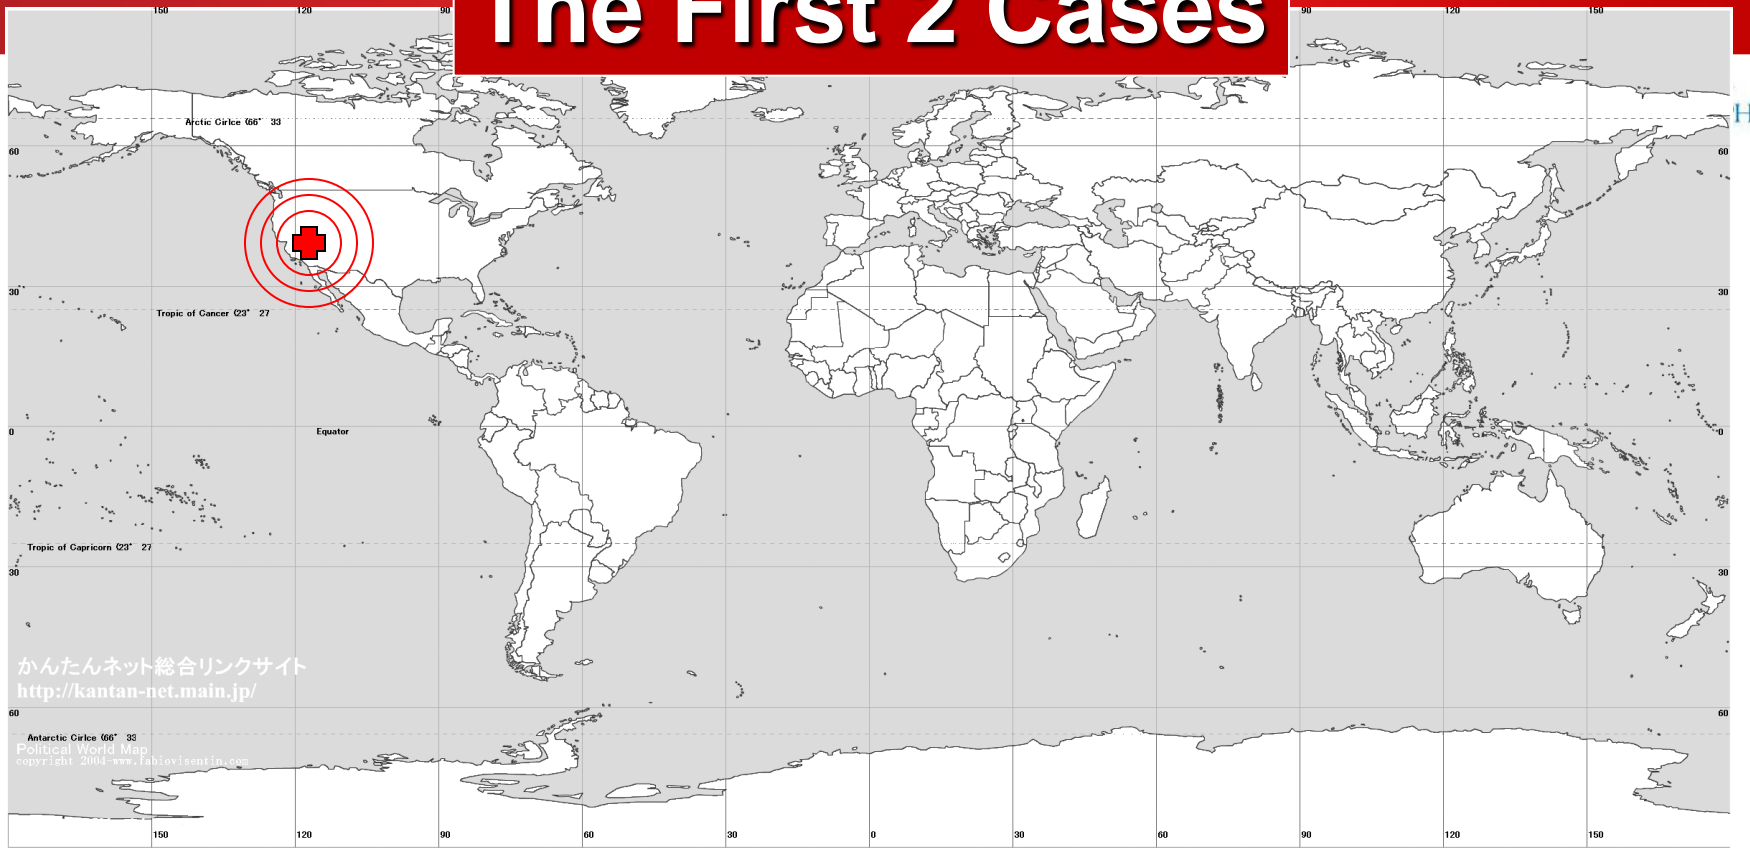 The First 2 Cases
150
120
90
90
120
150
H
Arctic Cirlce (66° 33
60
60
30
30
Tropic of Cancer (23° 27
0
Equator
0
Tropic of Capricorn (23° 27
30
30
かんたんネット総合リンクサイト
http://kantan-net.main.jp/
60
60
Antarctic Cirlce (66° 33
Political World Map
copyright 2004-www.fabiovisentin.com
150
120
90
60
30
0
30
60
90
120
150